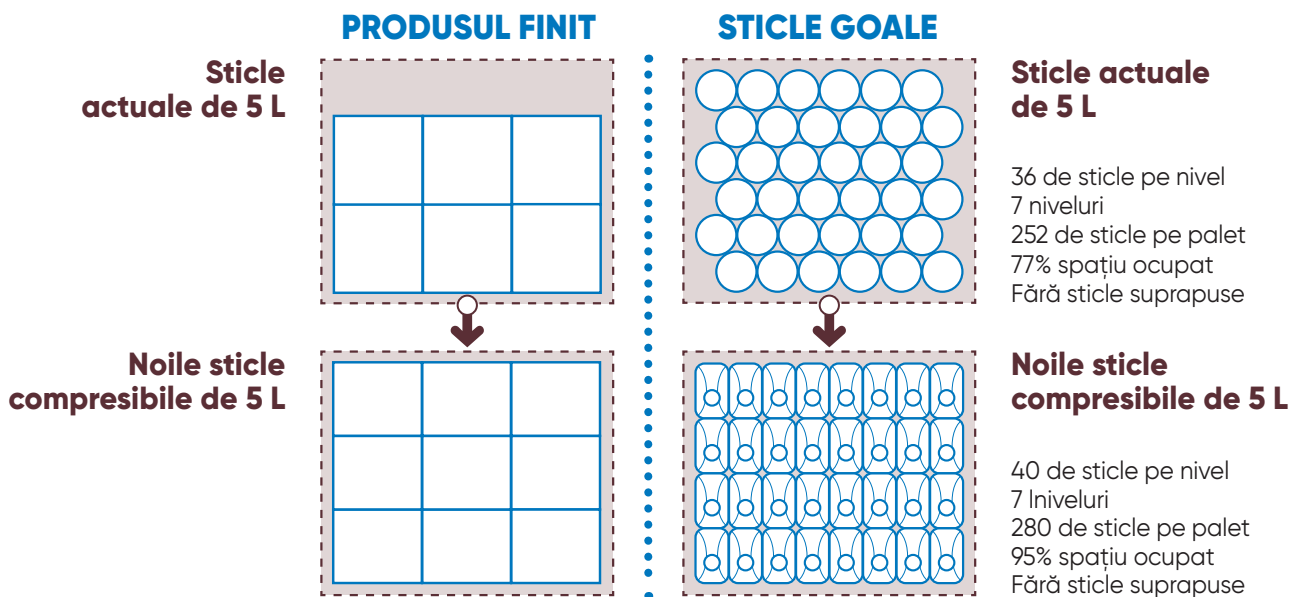 PRODUSUL FINIT
STICLE GOALE
Sticle
actuale de 5 L
Sticle actuale
de 5 L
36 de sticle pe nivel
7 niveluri
252 de sticle pe palet
77% spațiu ocupat
Fără sticle suprapuse
Noile sticle
compresibile de 5 L
Noile sticle
compresibile de 5 L
40 de sticle pe nivel
7 lniveluri
280 de sticle pe palet
95% spațiu ocupat
Fără sticle suprapuse